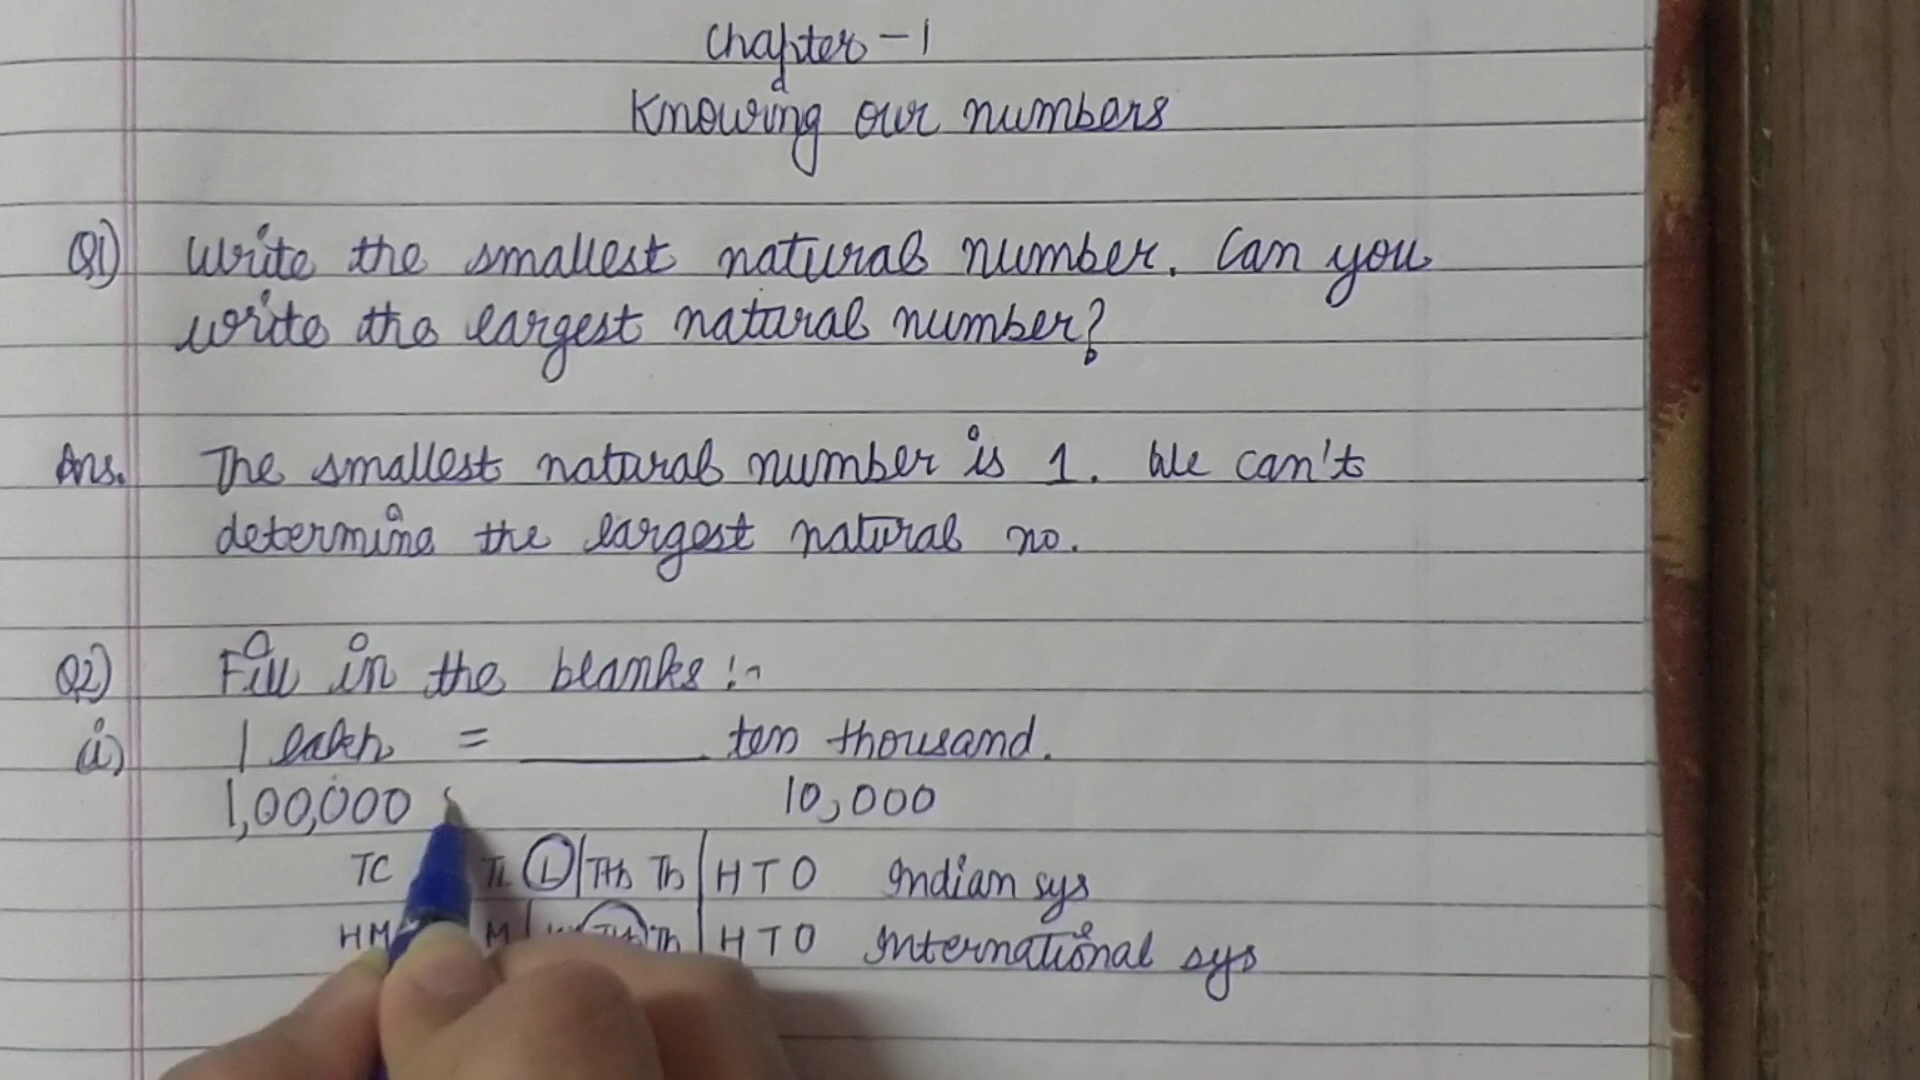 Chapter - 1
Knowing our numbers
Q1) Write the smallest natural number. Can you
write the largest natural number?
Ans. The smallest natural number is 1. We can't
determine the largest natural no.
Q2) Fill in the blanks :-
i) 1 lakh = ______ ten thousand.
1,00,000 10,000
TC TL L | TTh Th | H T O Indian sys
HM M | TTh Th | H T O International sys